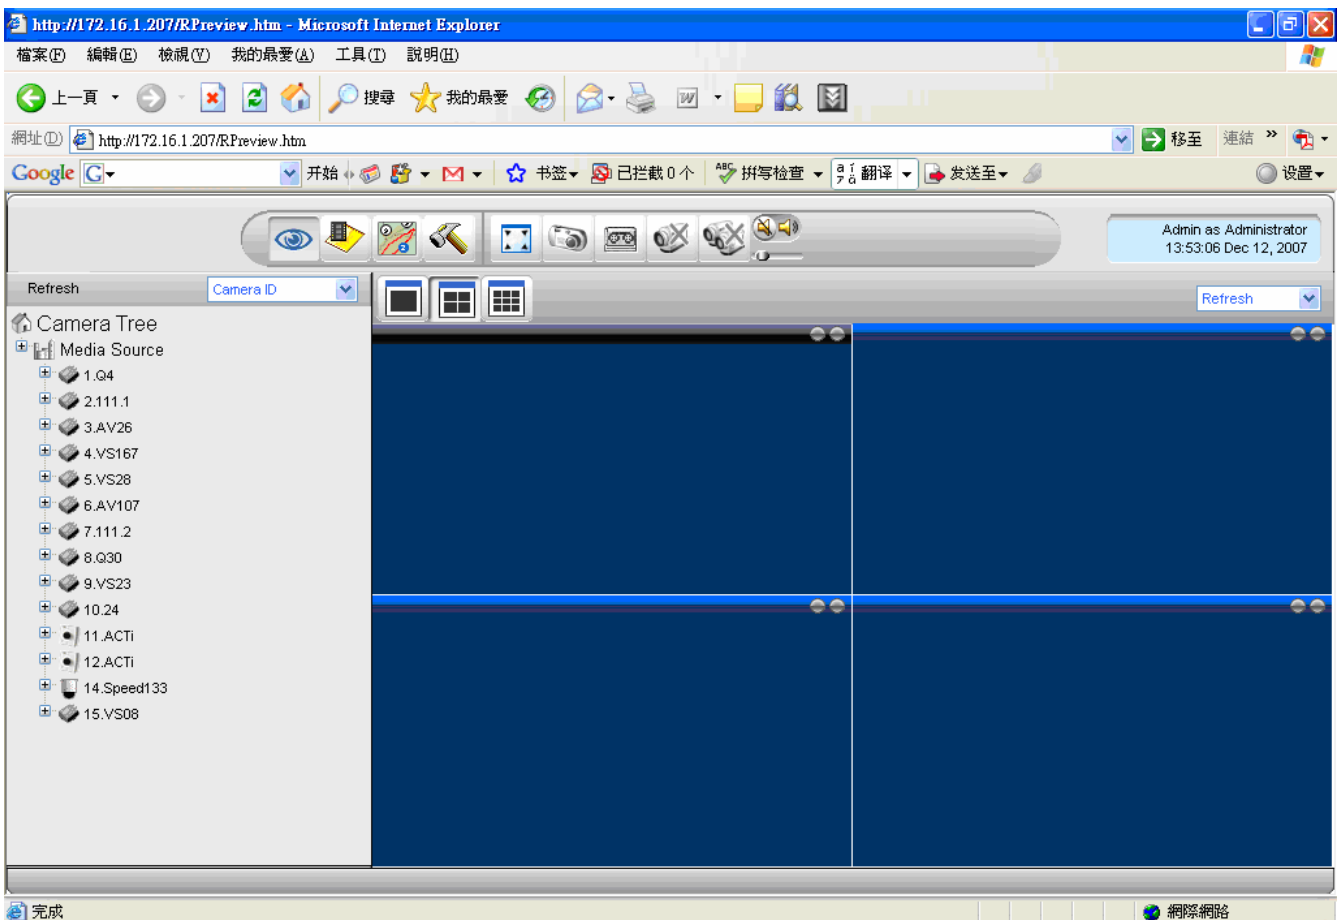 http://172.16.1.207/RPreview.htm - Microsoft Internet Explorer
檔案(F) 編輯(E) 檢視(V) 我的最愛(A) 工具(T) 說明(H)
上一頁 搜尋 我的最愛 W
網址(D) http://172.16.1.207/RPreview.htm 移至 連結 »
Google G 开始 书签 已拦截 0 个 ABC 拼写检查 翻译 发送至 设置
Admin as Administrator
13:53:06 Dec 12, 2007
Refresh Camera ID Refresh
Camera Tree
Media Source
1.Q4
2.111.1
3.AV26
4.VS167
5.VS28
6.AV107
7.111.2
8.Q30
9.VS23
10.24
11.ACTi
12.ACTi
14.Speed133
15.VS08
完成 網際網路